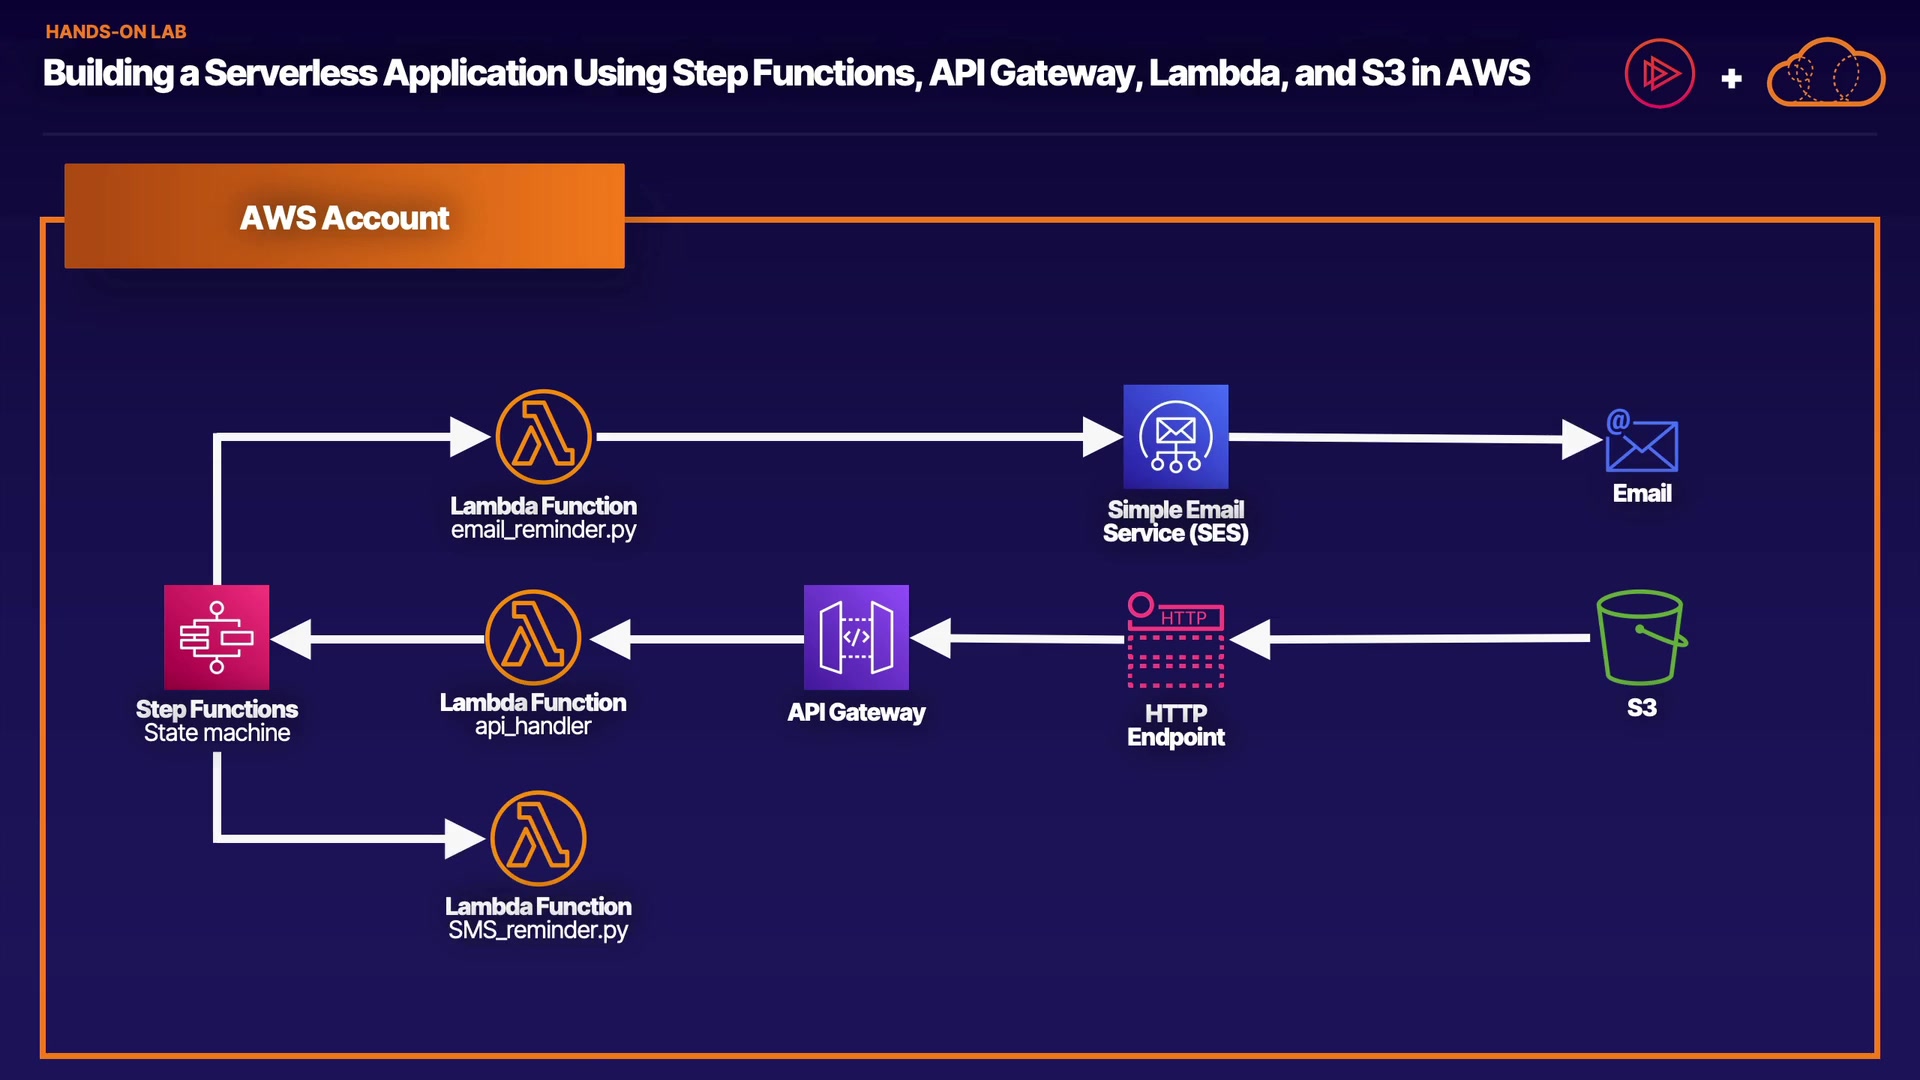 HANDS-ON LAB
Building a Serverless Application Using Step Functions, API Gateway, Lambda, and S3 in AWS
+
AWS Account
Lambda Function
email_reminder.py
Simple Email
Service (SES)
@
Email
Step Functions
State machine
Lambda Function
api_handler
</>
API Gateway
HTTP
HTTP
Endpoint
S3
Lambda Function
SMS_reminder.py